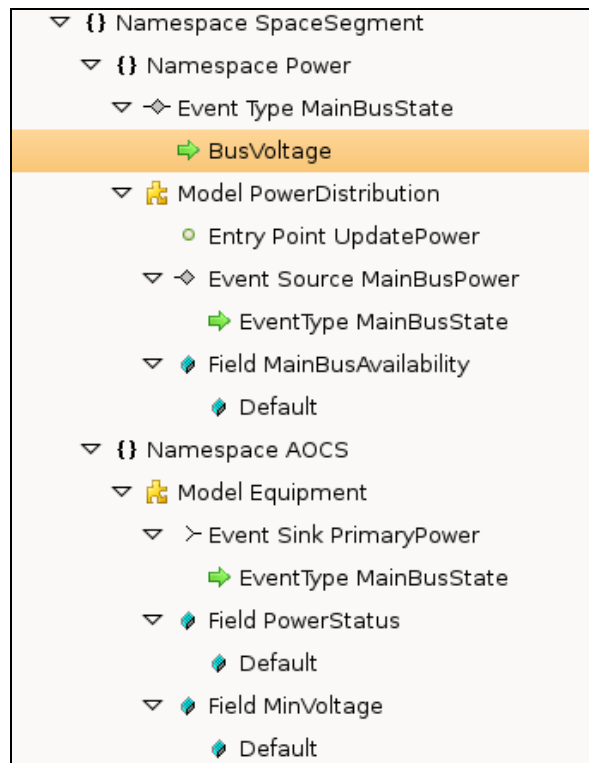 {} Namespace SpaceSegment
{} Namespace Power
Event Type MainBusState
BusVoltage
Model PowerDistribution
Entry Point UpdatePower
Event Source MainBusPower
EventType MainBusState
Field MainBusAvailability
Default
{} Namespace AOCS
Model Equipment
Event Sink PrimaryPower
EventType MainBusState
Field PowerStatus
Default
Field MinVoltage
Default